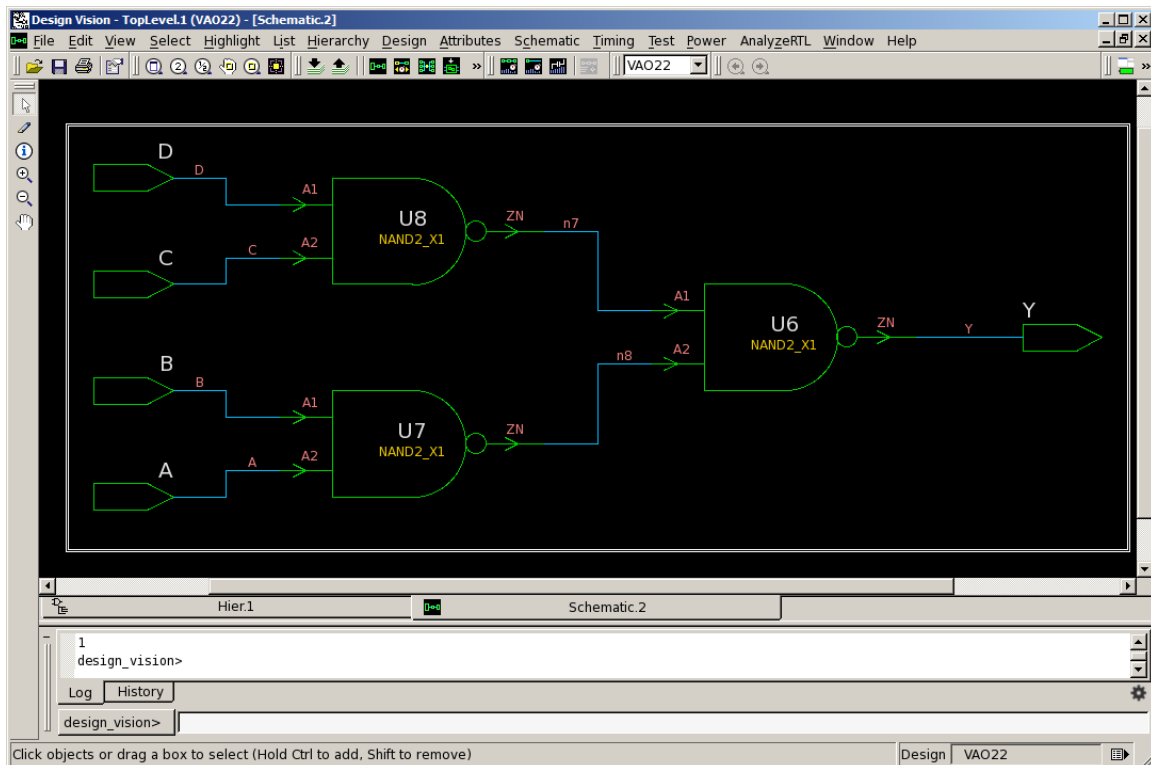 Design Vision - TopLevel.1 (VAO22) - [Schematic.2]
File Edit View Select Highlight List Hierarchy Design Attributes Schematic Timing Test Power AnalyzeRTL Window Help
» VAO22 »
D
D
A1
U8
NAND2_X1
ZN
n7
C
C
A2
A1
U6
NAND2_X1
ZN
Y
Y
B
B
A1
n8
A2
U7
NAND2_X1
ZN
A
A
A2
Hier.1
Schematic.2
1
design_vision>
Log History
design_vision>
Click objects or drag a box to select (Hold Ctrl to add, Shift to remove)
Design VAO22